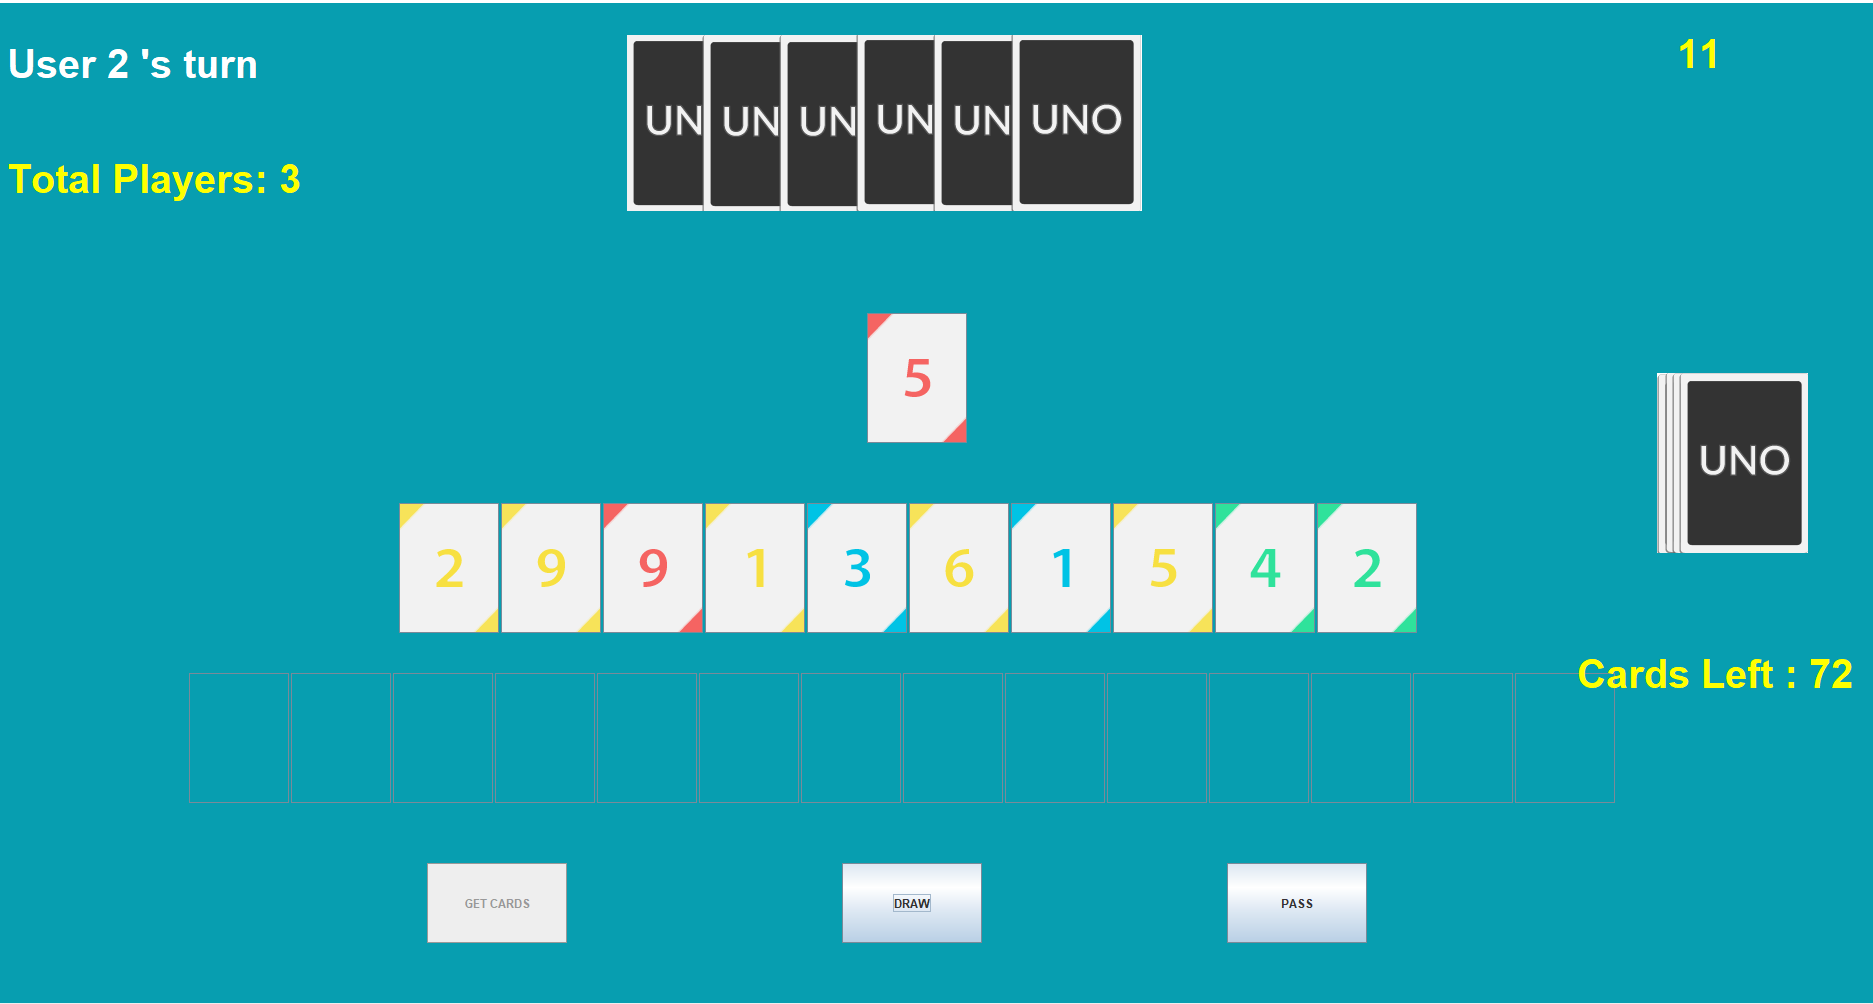 User 2 's turn
UN UN UN UN UN UNO
11
Total Players: 3
5
UNO
2 9 9 1 3 6 1 5 4 2
Cards Left : 72
GET CARDS
DRAW
PASS